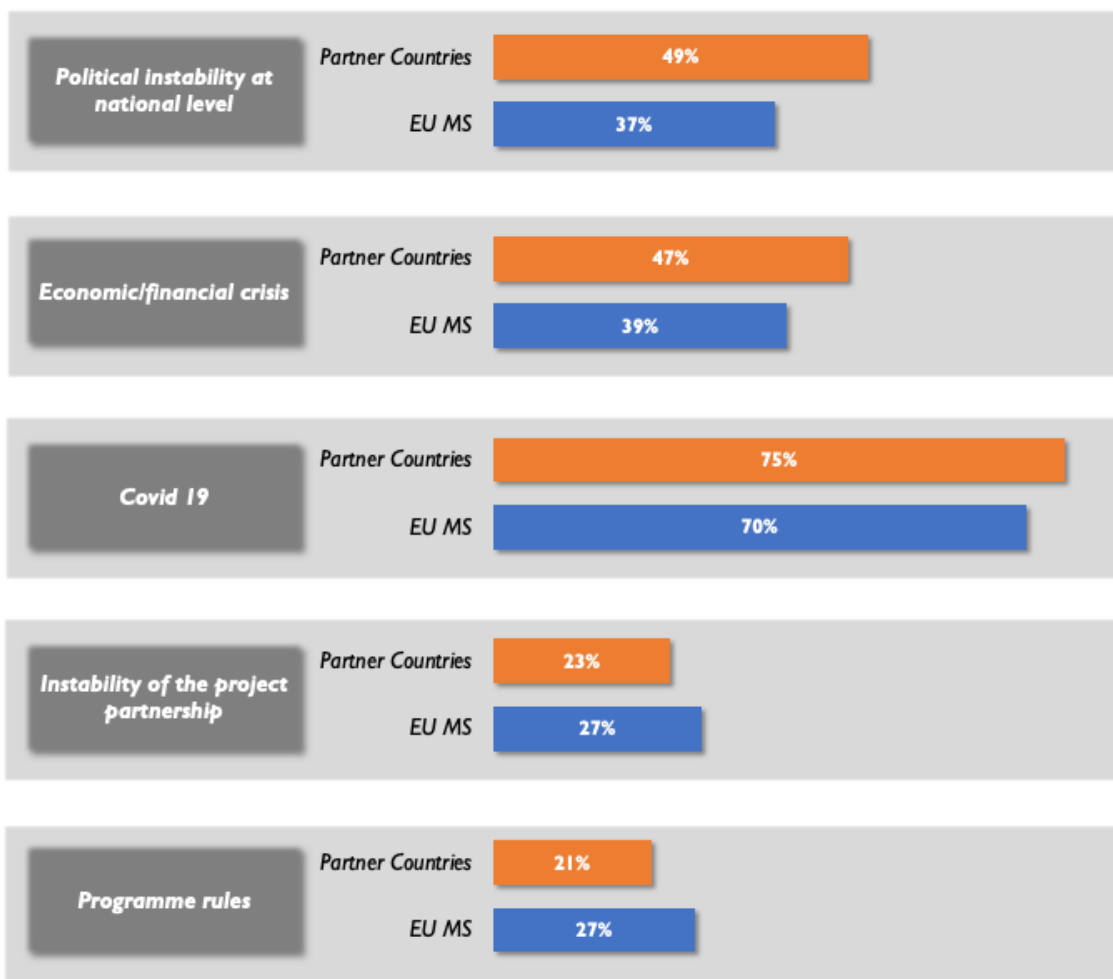 Political instability at
national level
Partner Countries
49%
EU MS
37%
Economic/financial crisis
Partner Countries
47%
EU MS
39%
Covid 19
Partner Countries
75%
EU MS
70%
Instability of the project
partnership
Partner Countries
23%
EU MS
27%
Programme rules
Partner Countries
21%
EU MS
27%